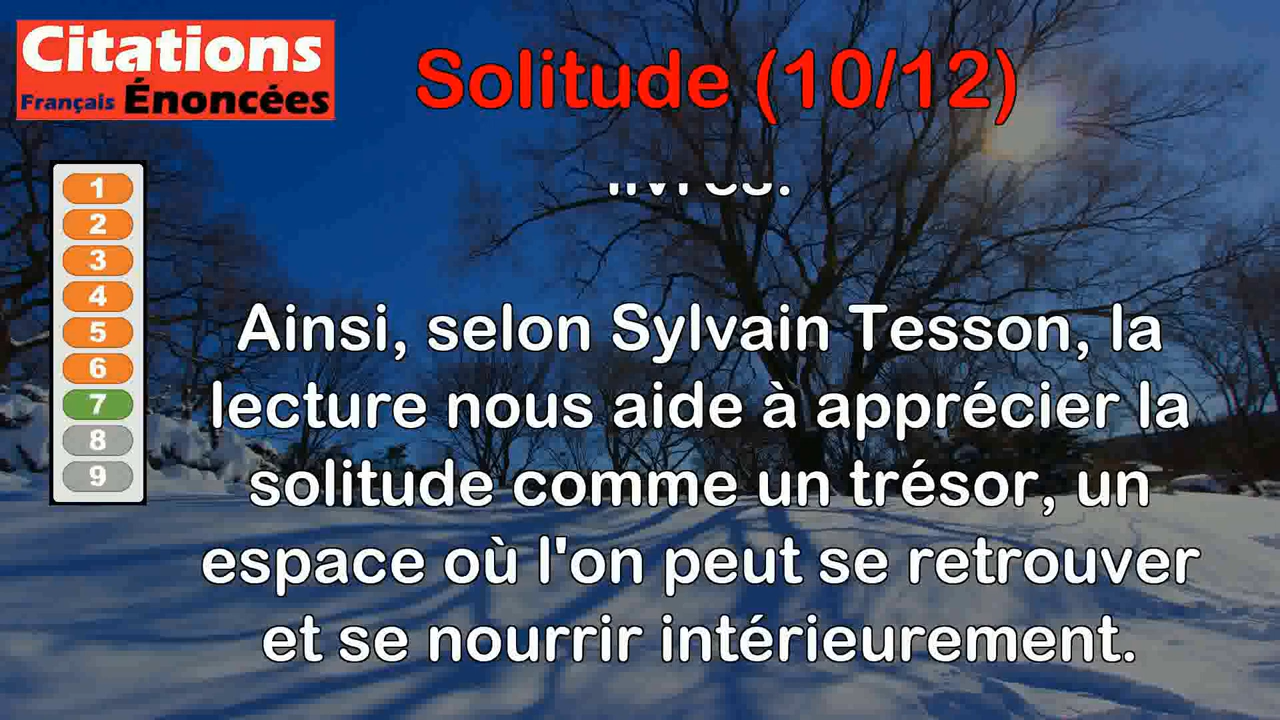 Citations
Français Énoncées
Solitude (10/12)
1
2
3
4
5
6
7
8
9
livres.
Ainsi, selon Sylvain Tesson, la
lecture nous aide à apprécier la
solitude comme un trésor, un
espace où l'on peut se retrouver
et se nourrir intérieurement.